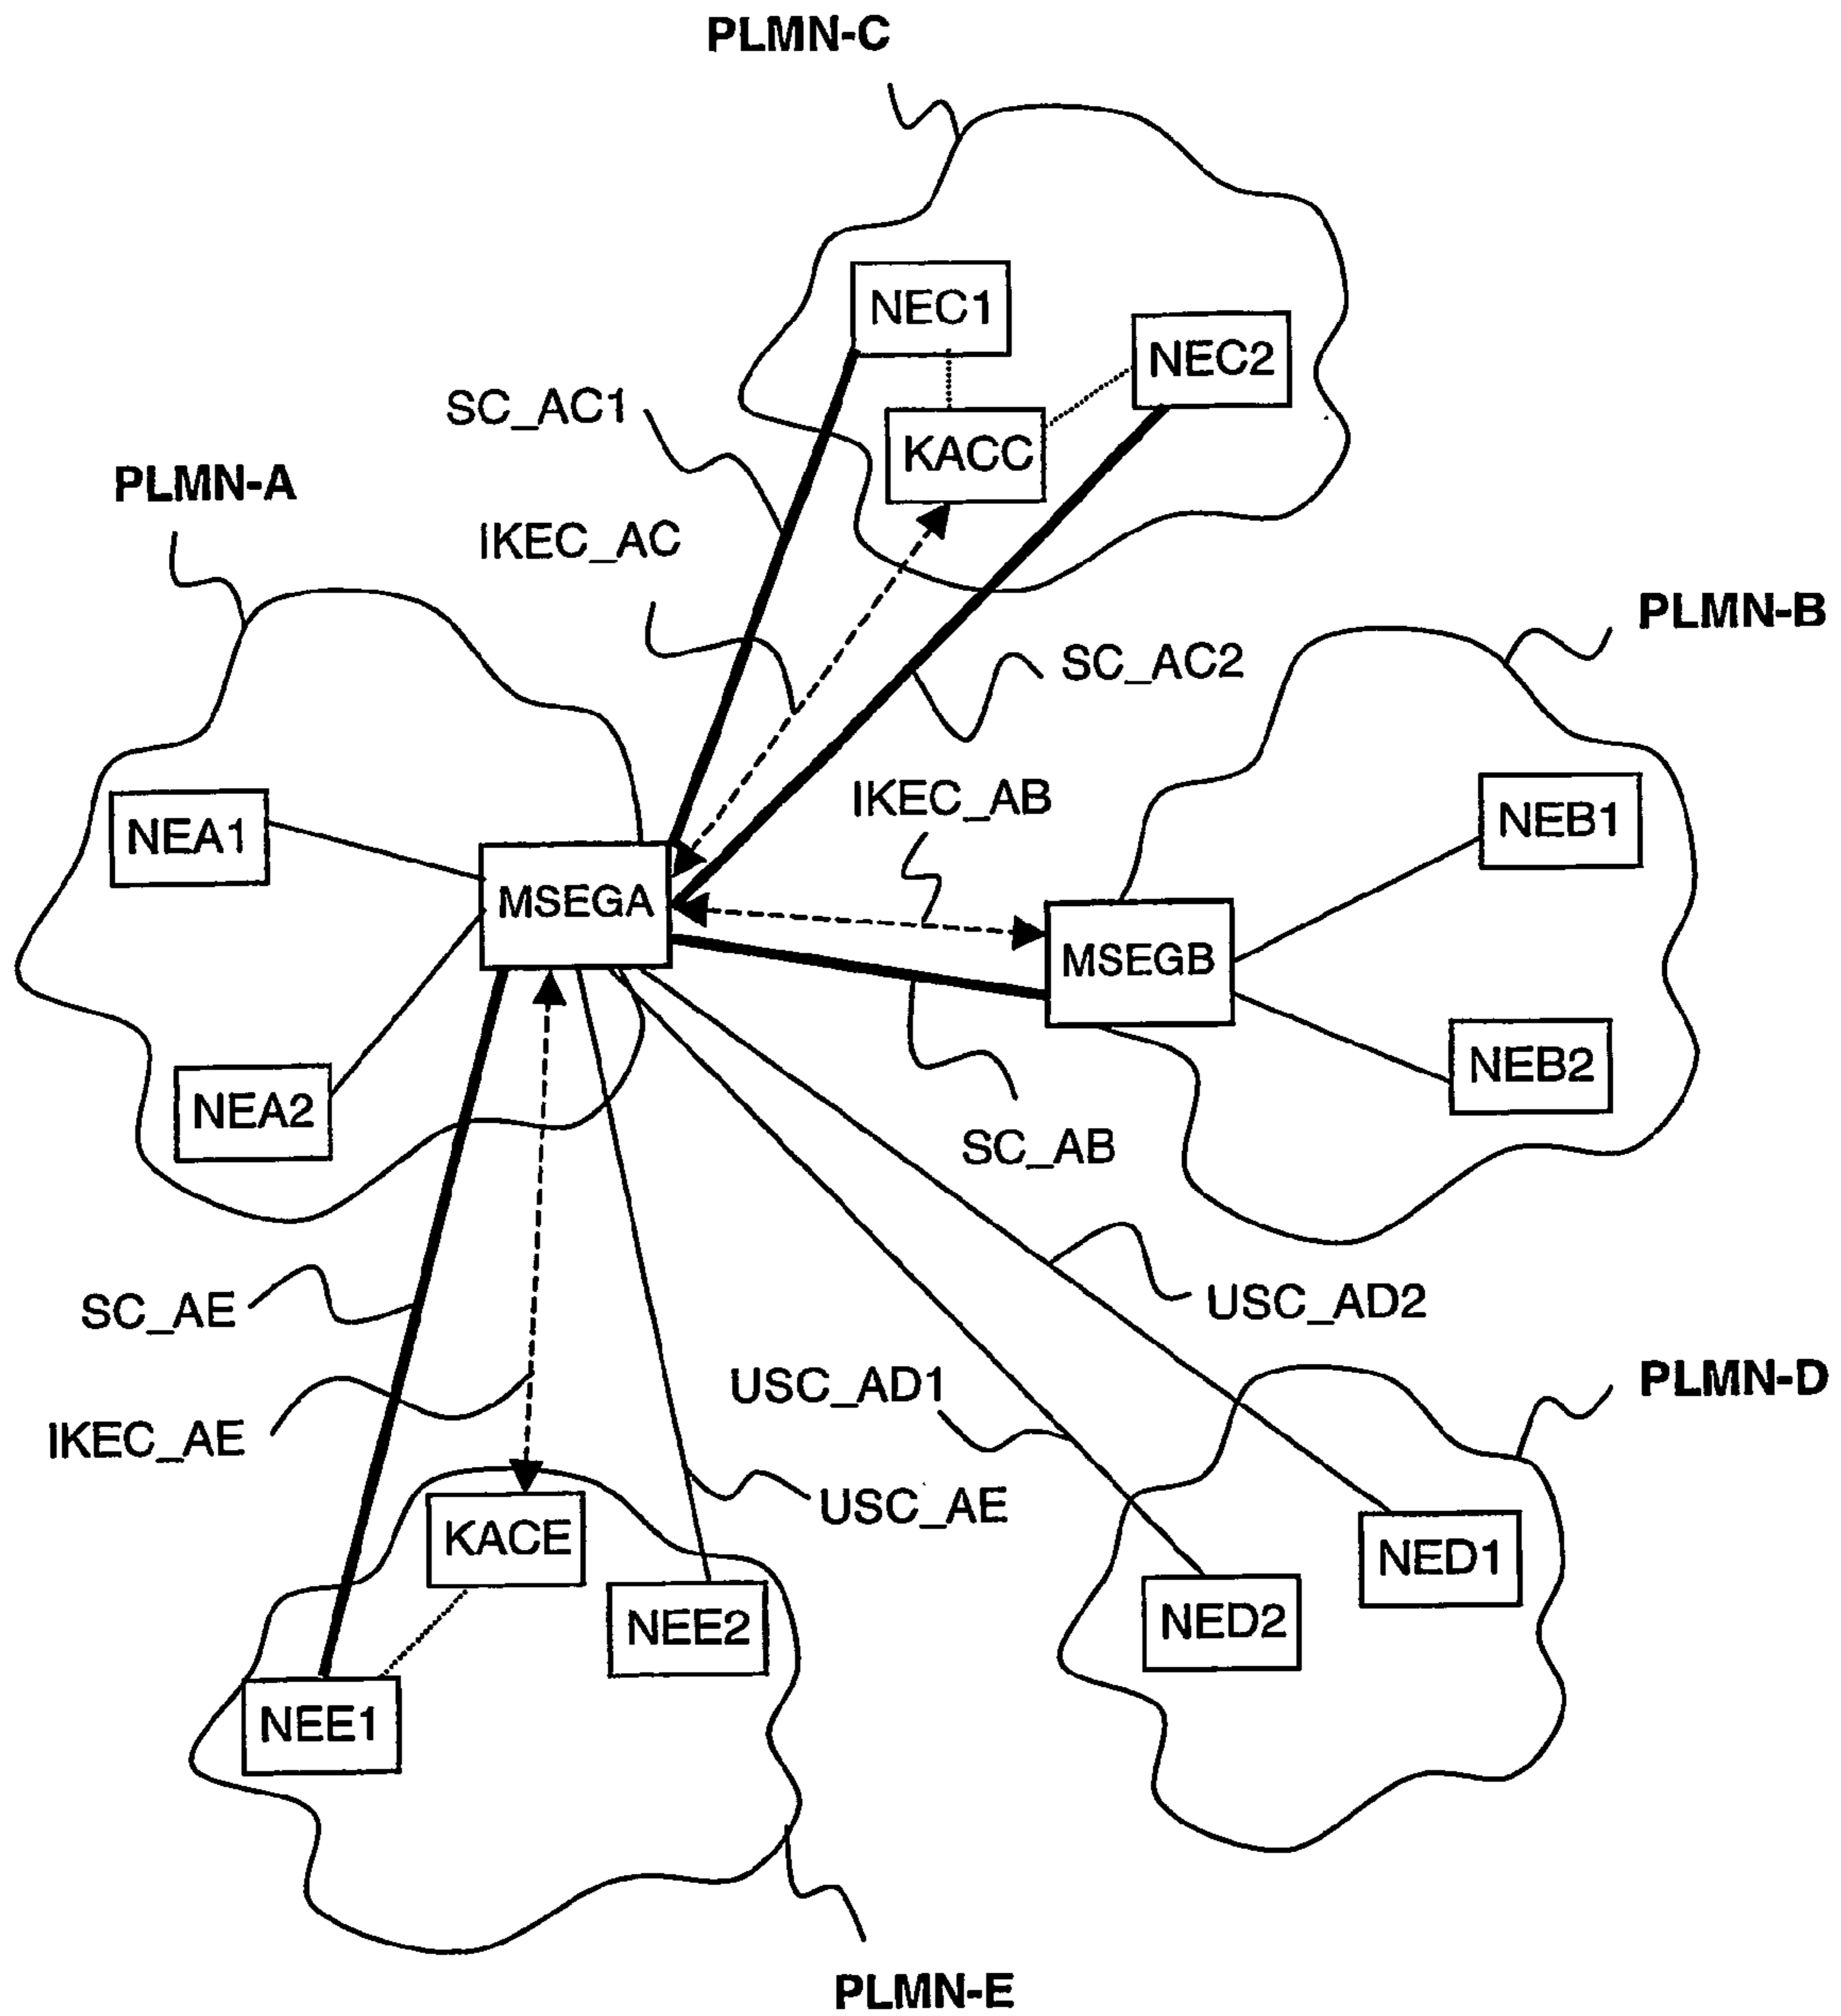 PLMN-C
NEC1
NEC2
SC_AC1
KACC
PLMN-A
IKEC_AC
PLMN-B
SC_AC2
IKEC_AB
NEB1
NEA1
MSEGA
MSEGB
NEB2
NEA2
SC_AB
SC_AE
USC_AD2
USC_AD1
PLMN-D
IKEC_AE
USC_AE
KACE
NED1
NED2
NEE2
NEE1
PLMN-E